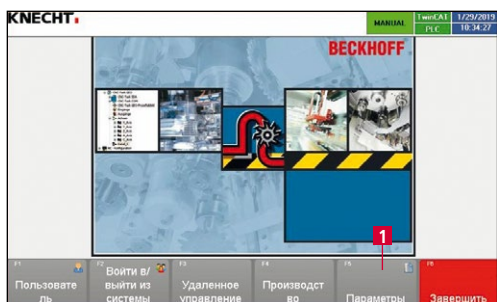 KNECHT
MANUAL
TwinCAT
PLC
1/29/2019
10:34:27
BECKHOFF
1
F1
Пользовате
ль
F2
Войти в/
выйти из
системы
F3
Удаленное
управление
F4
Производст
во
F5
Параметры
Завершить